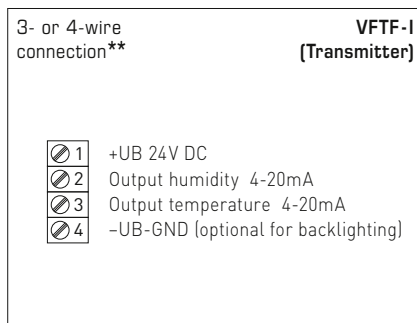 3- or 4-wire
connection**
VFTF-I
(Transmitter)
1 +UB 24V DC
2 Output humidity 4-20mA
3 Output temperature 4-20mA
4 –UB-GND (optional for backlighting)